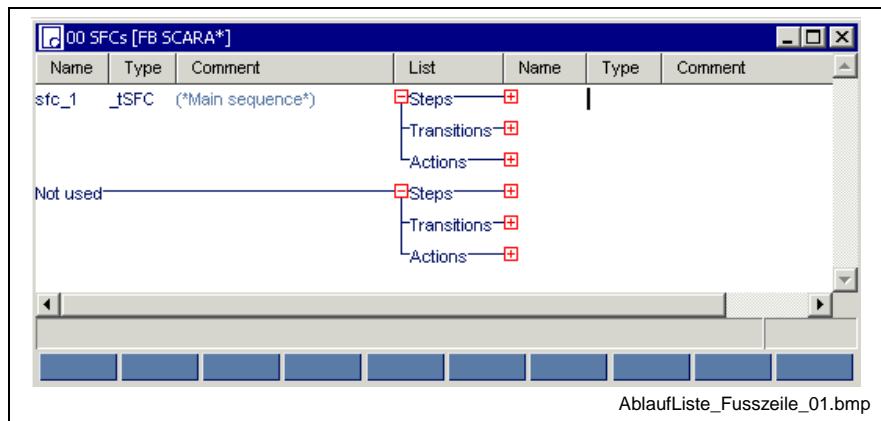 00 SFCs [FB SCARA*]
Name Type Comment List Name Type Comment
sfc_1 _tSFC (*Main sequence*) Steps
Transitions
Actions
Not used Steps
Transitions
Actions
AblaufListe_Fusszeile_01.bmp